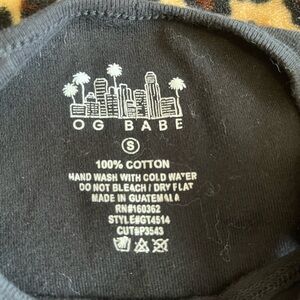 OG BABE
S
100% COTTON
HAND WASH WITH COLD WATER
DO NOT BLEACH / DRY FLAT
MADE IN GUATEMALA
RN#160362
STYLE#GT4514
CUT#P3543